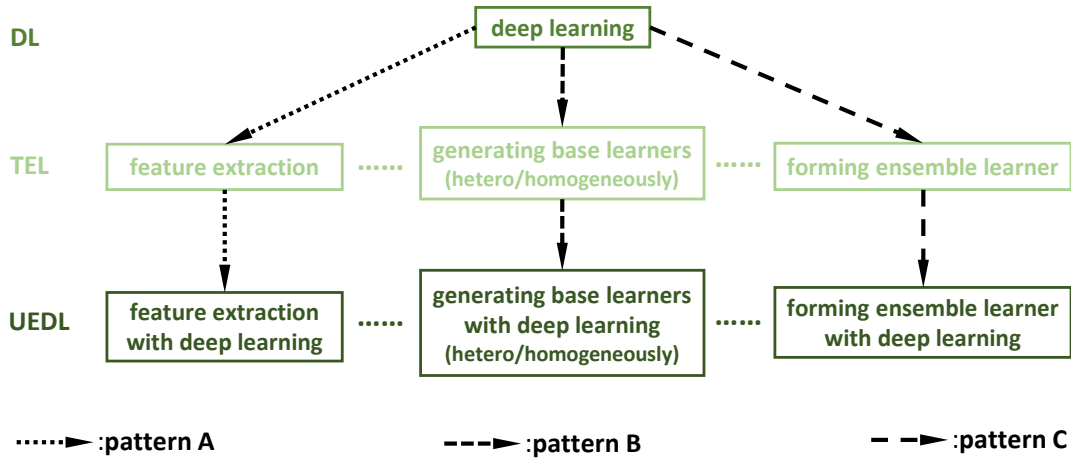 DL
deep learning
TEL
feature extraction
......
generating base learners
(hetero/homogeneously)
......
forming ensemble learner
UEDL
feature extraction
with deep learning
......
generating base learners
with deep learning
(hetero/homogeneously)
......
forming ensemble learner
with deep learning
:pattern A
:pattern B
:pattern C